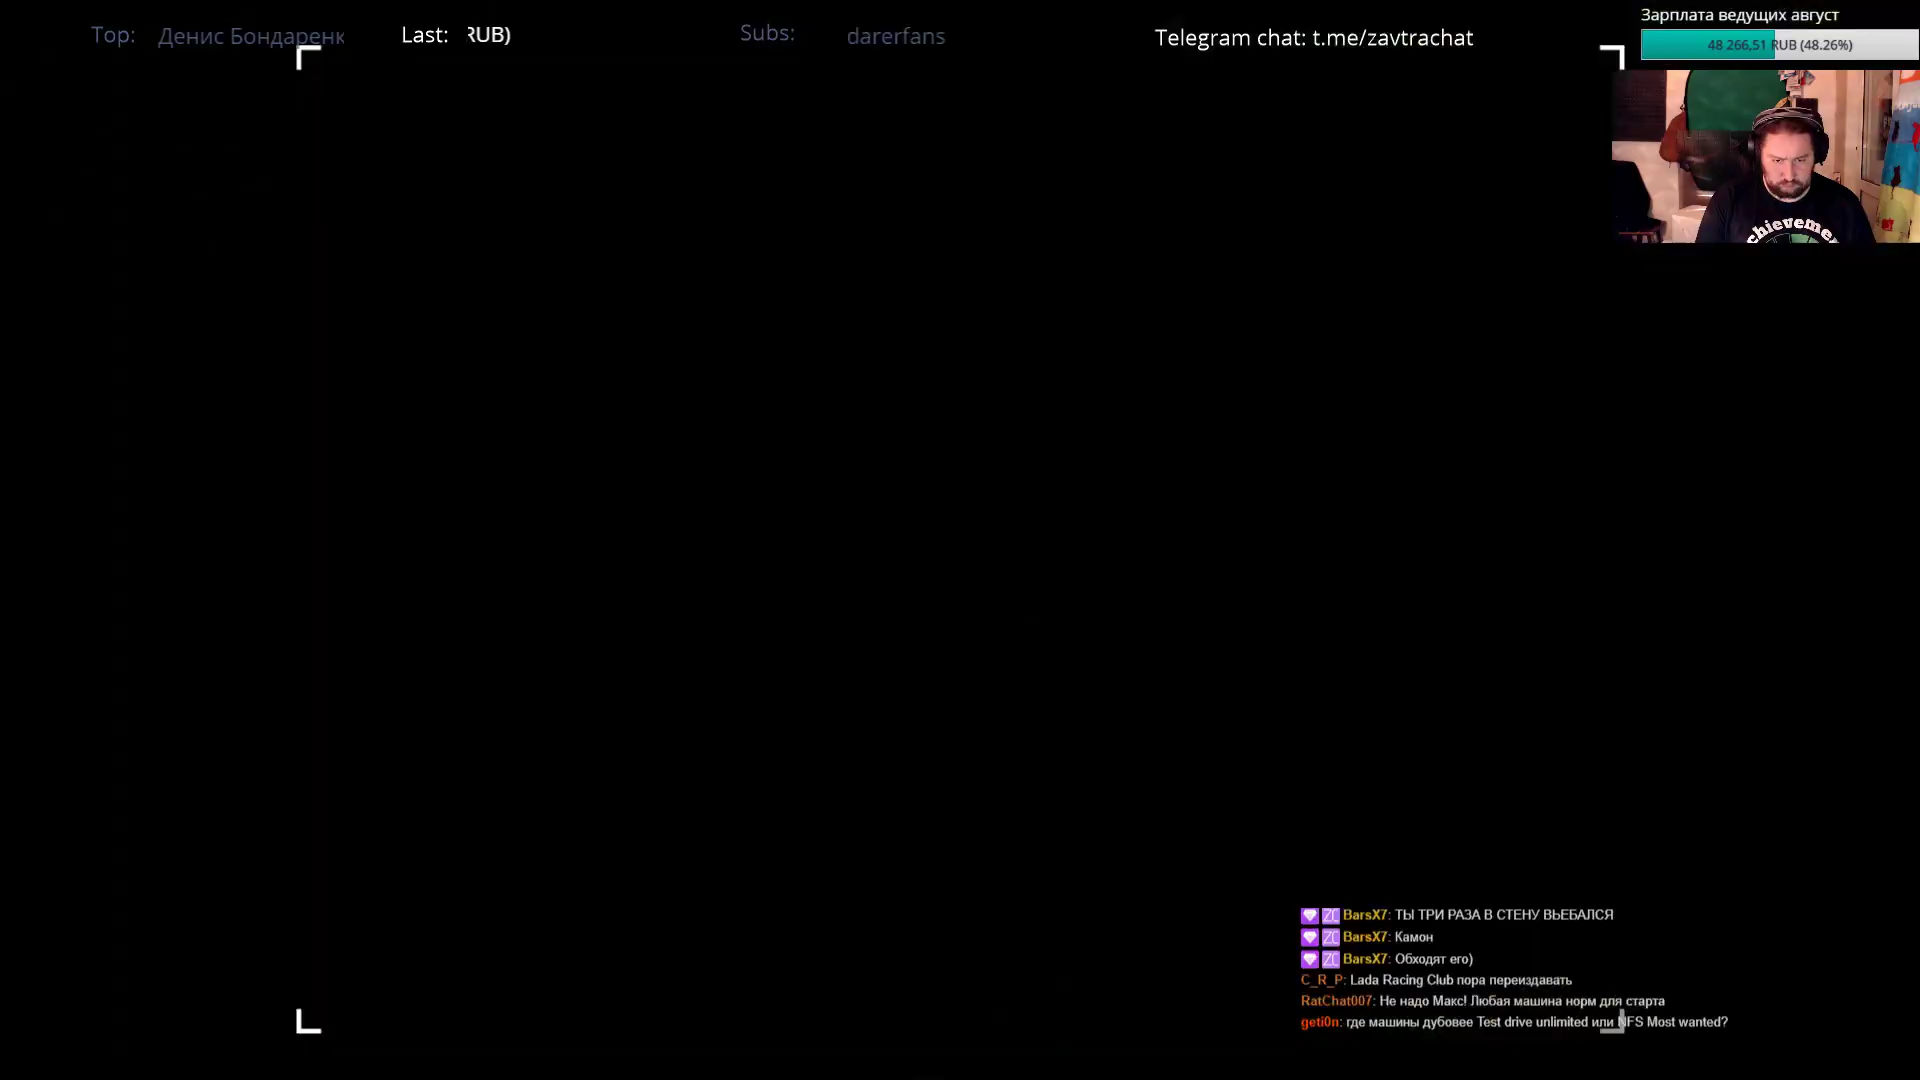 Top: Денис Бондаренк
Last: RUB)
Subs: darerfans
Telegram chat: t.me/zavtrachat
Зарплата ведущих август
48 266,51 RUB (48.26%)
chieveme
BarsX7: ТЫ ТРИ РАЗА В СТЕНУ ВЬЕБАЛСЯ
BarsX7: Камон
BarsX7: Обходят его)
C_R_P: Lada Racing Club пора переиздавать
RatChat007: Не надо Макс! Любая машина норм для старта
geti0n: где машины дубовее Test drive unlimited или NFS Most wanted?